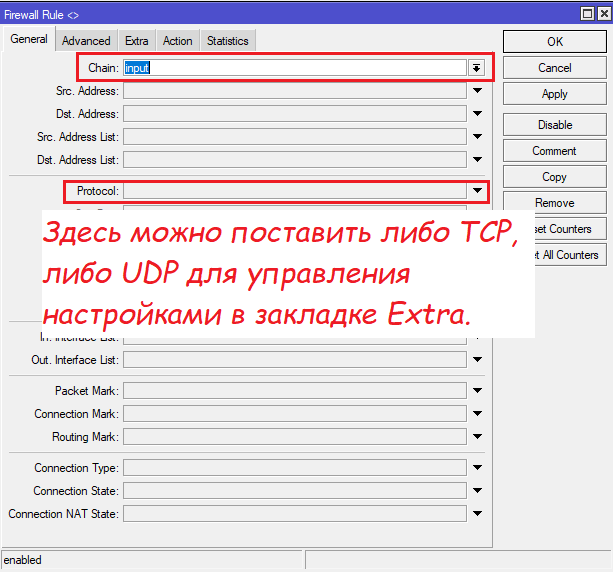 Firewall Rule <>
General
Advanced
Extra
Action
Statistics
Chain: input
Src. Address:
Dst. Address:
Src. Address List:
Dst. Address List:
Protocol:
Здесь можно поставить либо TCP,
либо UDP для управления
настройками в закладке Extra.
In. Interface List:
Out. Interface List:
Packet Mark:
Connection Mark:
Routing Mark:
Connection Type:
Connection State:
Connection NAT State:
OK
Cancel
Apply
Disable
Comment
Copy
Remove
set Counters
t All Counters
enabled